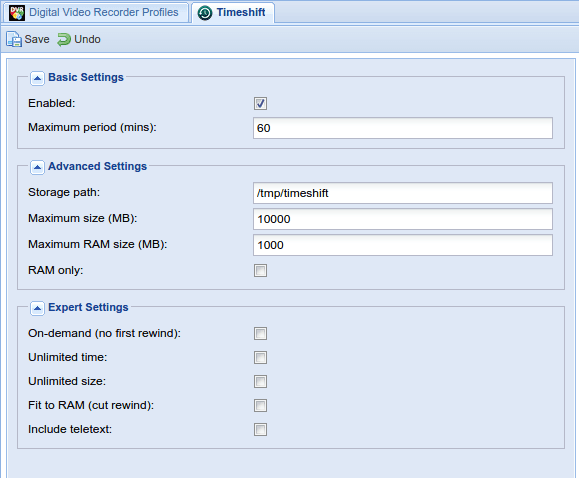 DVR Digital Video Recorder Profiles Timeshift
Save Undo
Basic Settings
Enabled:
Maximum period (mins): 60
Advanced Settings
Storage path: /tmp/timeshift
Maximum size (MB): 10000
Maximum RAM size (MB): 1000
RAM only:
Expert Settings
On-demand (no first rewind):
Unlimited time:
Unlimited size:
Fit to RAM (cut rewind):
Include teletext: